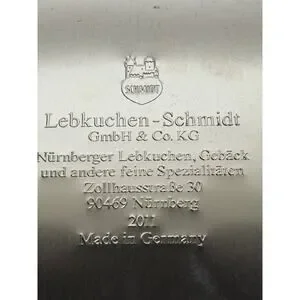 SCHMIDT
Lebkuchen-Schmidt
GmbH & Co. KG
Nürnberger Lebkuchen, Gebäck
und andere feine Spezialitäten
Zollhausstraße 30
90469 Nürnberg
2011
Made in Germany